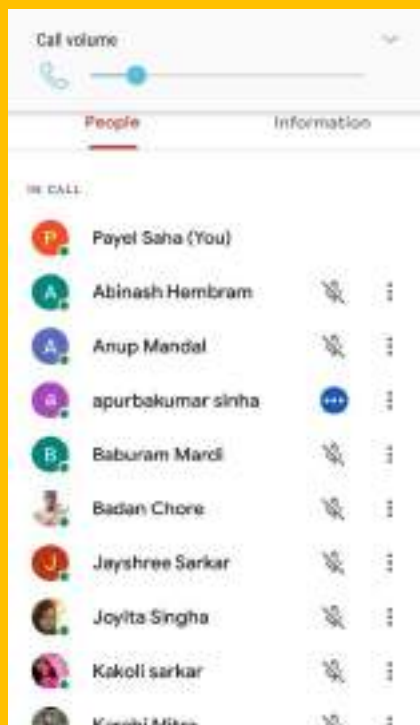 Call volume
People Information
IN CALL
P Payel Saha (You)
A Abinash Hembram
A Anup Mandal
a apurbakumar sinha
B Baburam Mardi
Badan Chore
J Jayshree Sarkar
Joyita Singha
Kakoli sarkar
Mitra